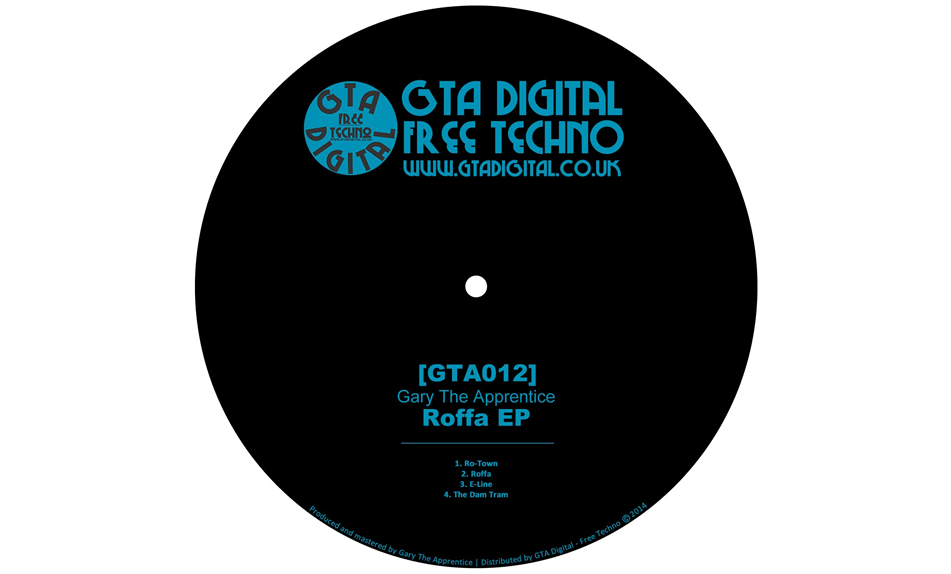 GTA
FREE
TECHNO
DIGITAL
GTA DIGITAL
FREE TECHNO
WWW.GTADIGITAL.CO.UK
[GTA012]
Gary The Apprentice
Roffa EP
1. Ro-Town
2. Roffa
3. E-Line
4. The Dam Tram
Produced and mastered by Gary The Apprentice | Distributed by GTA Digital - Free Techno ©2014